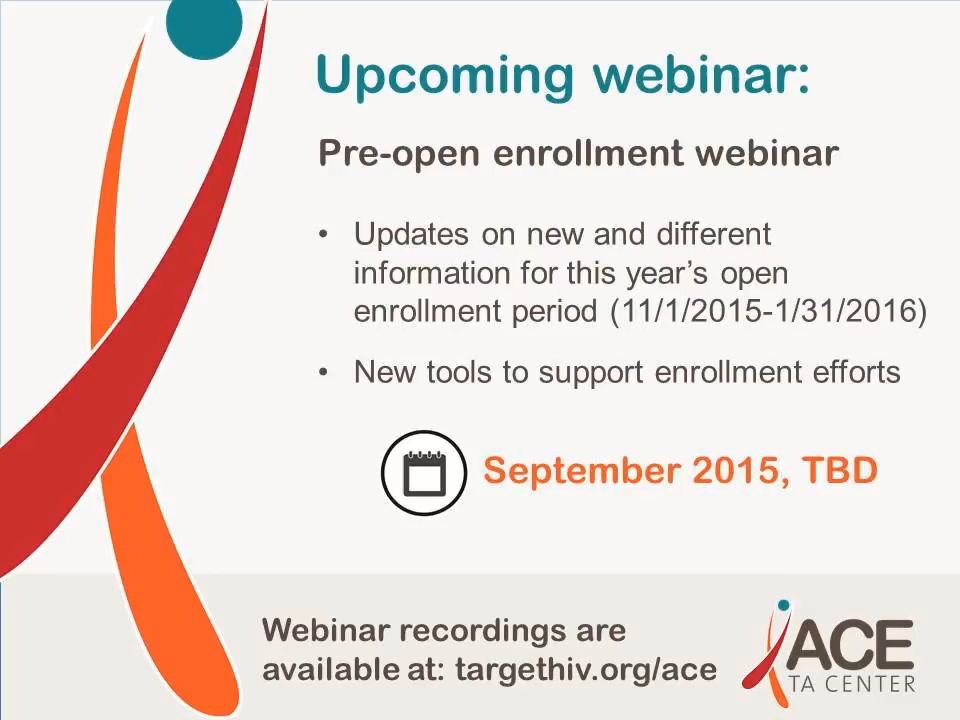 Upcoming webinar:
Pre-open enrollment webinar
• Updates on new and different
information for this year’s open
enrollment period (11/1/2015-1/31/2016)
• New tools to support enrollment efforts
September 2015, TBD
Webinar recordings are
available at: targethiv.org/ace
ACE
TA CENTER